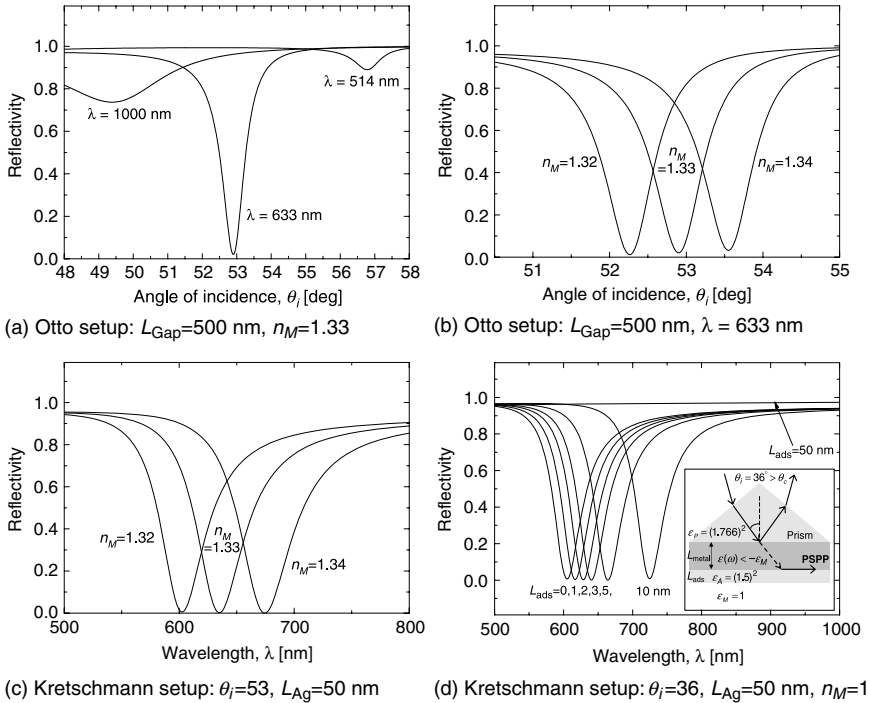 1.0
0.8
0.6
0.4
0.2
0.0
Reflectivity
λ = 1000 nm
λ = 514 nm
λ = 633 nm
48 49 50 51 52 53 54 55 56 57 58
Angle of incidence, θi [deg]
(a) Otto setup: LGap=500 nm, nM=1.33
1.0
0.8
0.6
0.4
0.2
0.0
Reflectivity
nM=1.32
nM
=1.33
nM=1.34
51 52 53 54 55
Angle of incidence, θi [deg]
(b) Otto setup: LGap=500 nm, λ = 633 nm
1.0
0.8
0.6
0.4
0.2
0.0
Reflectivity
nM=1.32
nM
=1.33
nM=1.34
500 600 700 800
Wavelength, λ [nm]
(c) Kretschmann setup: θi=53, LAg=50 nm
1.0
0.8
0.6
0.4
0.2
0.0
Reflectivity
Lads=50 nm
Lads=0,1,2,3,5,
10 nm
θi = 36° > θc
εP = (1.766)²
Prism
Lmetal
ε(ω) < −εM
PSPP
Lads
εA = (1.5)²
εM = 1
500 600 700 800 900 1000
Wavelength, λ [nm]
(d) Kretschmann setup: θi=36, LAg=50 nm, nM=1